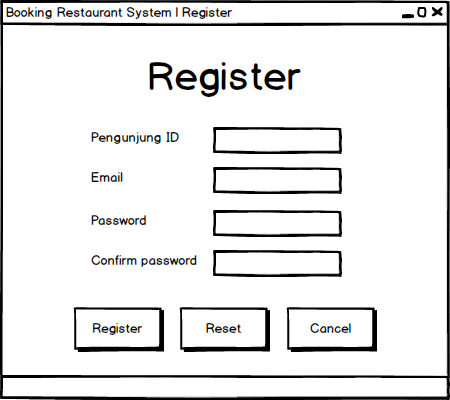 Booking Restaurant System | Register
Register
Pengunjung ID
Email
Password
Confirm password
Register Reset Cancel